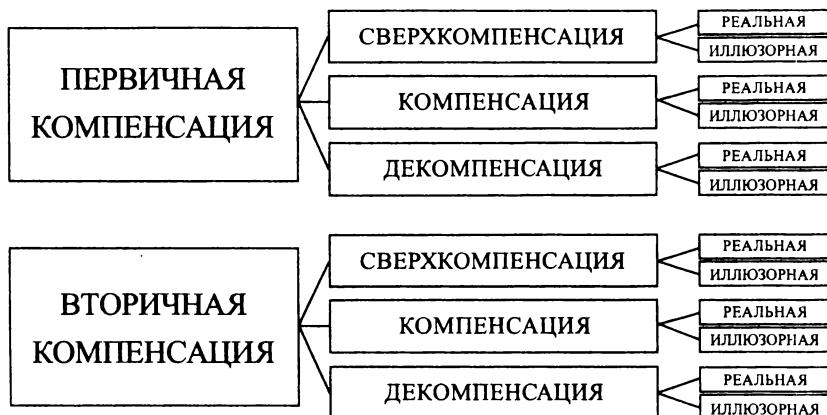 ПЕРВИЧНАЯ
КОМПЕНСАЦИЯ
СВЕРХКОМПЕНСАЦИЯ
РЕАЛЬНАЯ
ИЛЛЮЗОРНАЯ
КОМПЕНСАЦИЯ
РЕАЛЬНАЯ
ИЛЛЮЗОРНАЯ
ДЕКОМПЕНСАЦИЯ
РЕАЛЬНАЯ
ИЛЛЮЗОРНАЯ
ВТОРИЧНАЯ
КОМПЕНСАЦИЯ
СВЕРХКОМПЕНСАЦИЯ
РЕАЛЬНАЯ
ИЛЛЮЗОРНАЯ
КОМПЕНСАЦИЯ
РЕАЛЬНАЯ
ИЛЛЮЗОРНАЯ
ДЕКОМПЕНСАЦИЯ
РЕАЛЬНАЯ
ИЛЛЮЗОРНАЯ